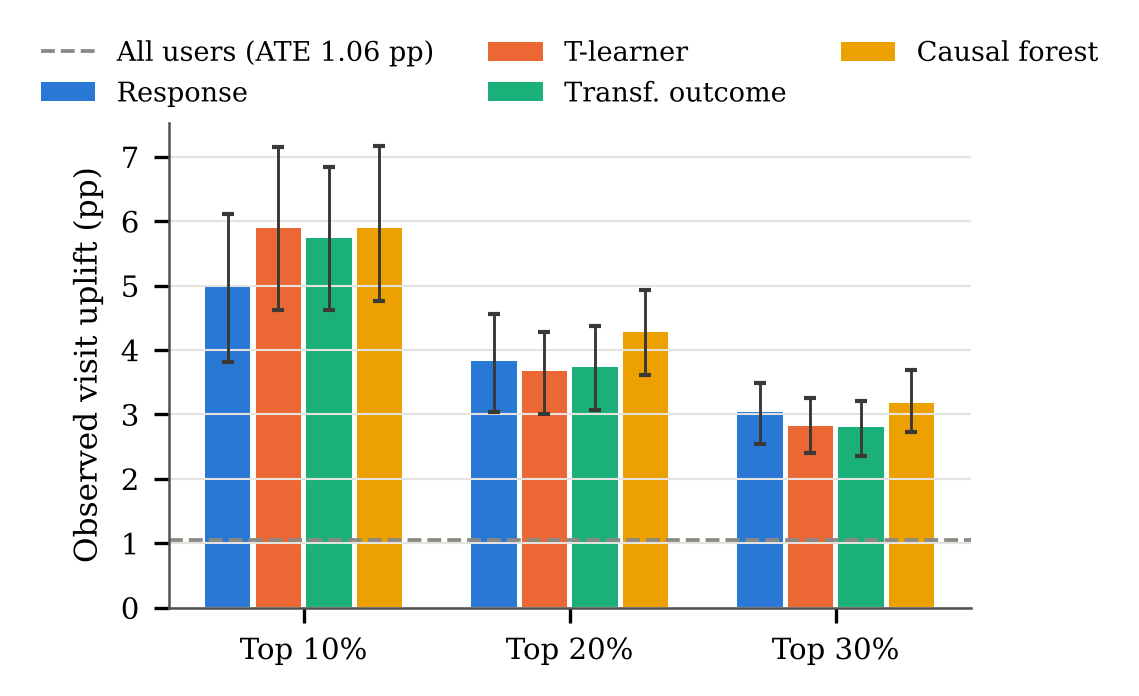 All users (ATE 1.06 pp) T-learner Causal forest
Response Transf. outcome
Observed visit uplift (pp)
7
6
5
4
3
2
1
0
Top 10% Top 20% Top 30%